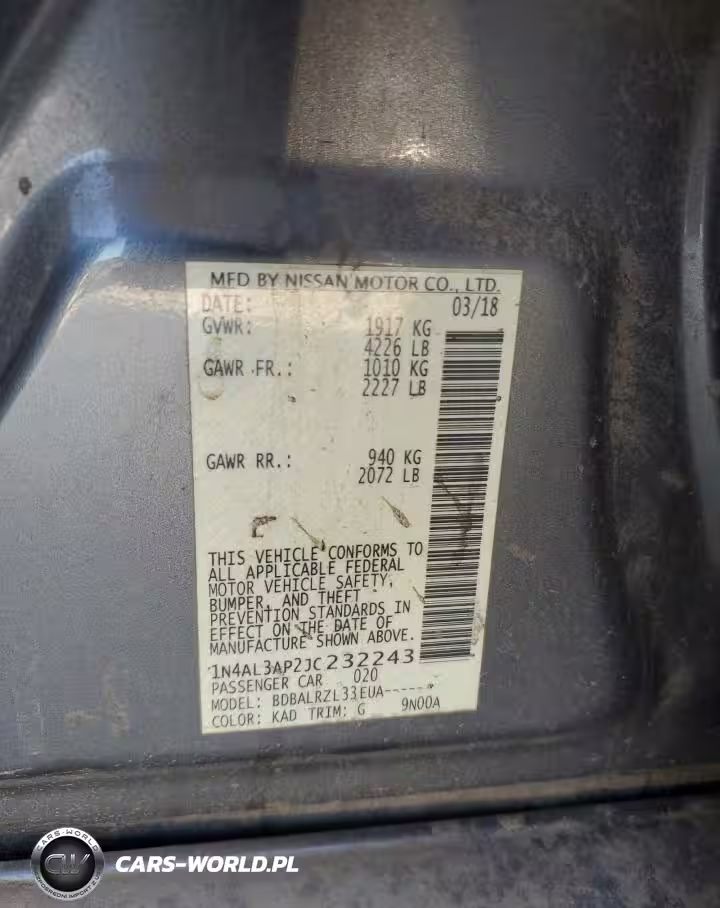 MFD BY NISSAN MOTOR CO., LTD.
DATE: 03/18
GVWR: 1917 KG
4226 LB
GAWR FR.: 1010 KG
2227 LB
GAWR RR.: 940 KG
2072 LB
THIS VEHICLE CONFORMS TO
ALL APPLICABLE FEDERAL
MOTOR VEHICLE SAFETY,
BUMPER, AND THEFT
PREVENTION STANDARDS IN
EFFECT ON THE DATE OF
MANUFACTURE SHOWN ABOVE.
1N4AL3AP2JC232243
PASSENGER CAR 020
MODEL: BDBALRZL33EUA------
COLOR: KAD TRIM: G 9N00A
CARS-WORLD
CW
CARS-WORLD.PL